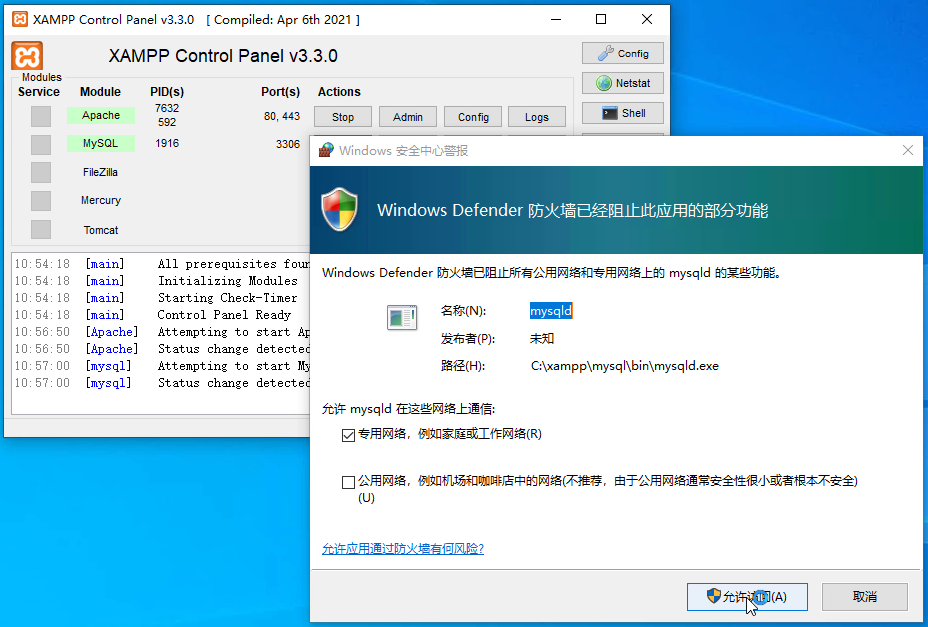 XAMPP Control Panel v3.3.0 [ Compiled: Apr 6th 2021 ]
XAMPP Control Panel v3.3.0
Config
Netstat
Shell
Modules
Service Module PID(s) Port(s) Actions
Apache 7632 592 80, 443 Stop Admin Config Logs
MySQL 1916 3306
FileZilla
Mercury
Tomcat
10:54:18 [main] All prerequisites
10:54:18 [main] Initializing Modules
10:54:18 [main] Starting Check-Timer
10:54:18 [main] Control Panel Ready
10:56:50 [Apache] Attempting to start
10:56:50 [Apache] Status change detected
10:57:00 [mysql] Attempting to start
10:57:00 [mysql] Status change detected
Windows 安全中心警报
Windows Defender 防火墙已经阻止此应用的部分功能
Windows Defender 防火墙已阻止所有公用网络和专用网络上的 mysqld 的某些功能。
名称(N): mysqld
发布者(P): 未知
路径(H): C:\xampp\mysql\bin\mysqld.exe
允许 mysqld 在这些网络上通信:
专用网络，例如家庭或工作网络(R)
公用网络，例如机场和咖啡店中的网络(不推荐，由于公用网络通常安全性很小或者根本不安全)
(U)
允许应用通过防火墙有何风险?
允许访问(A) 取消